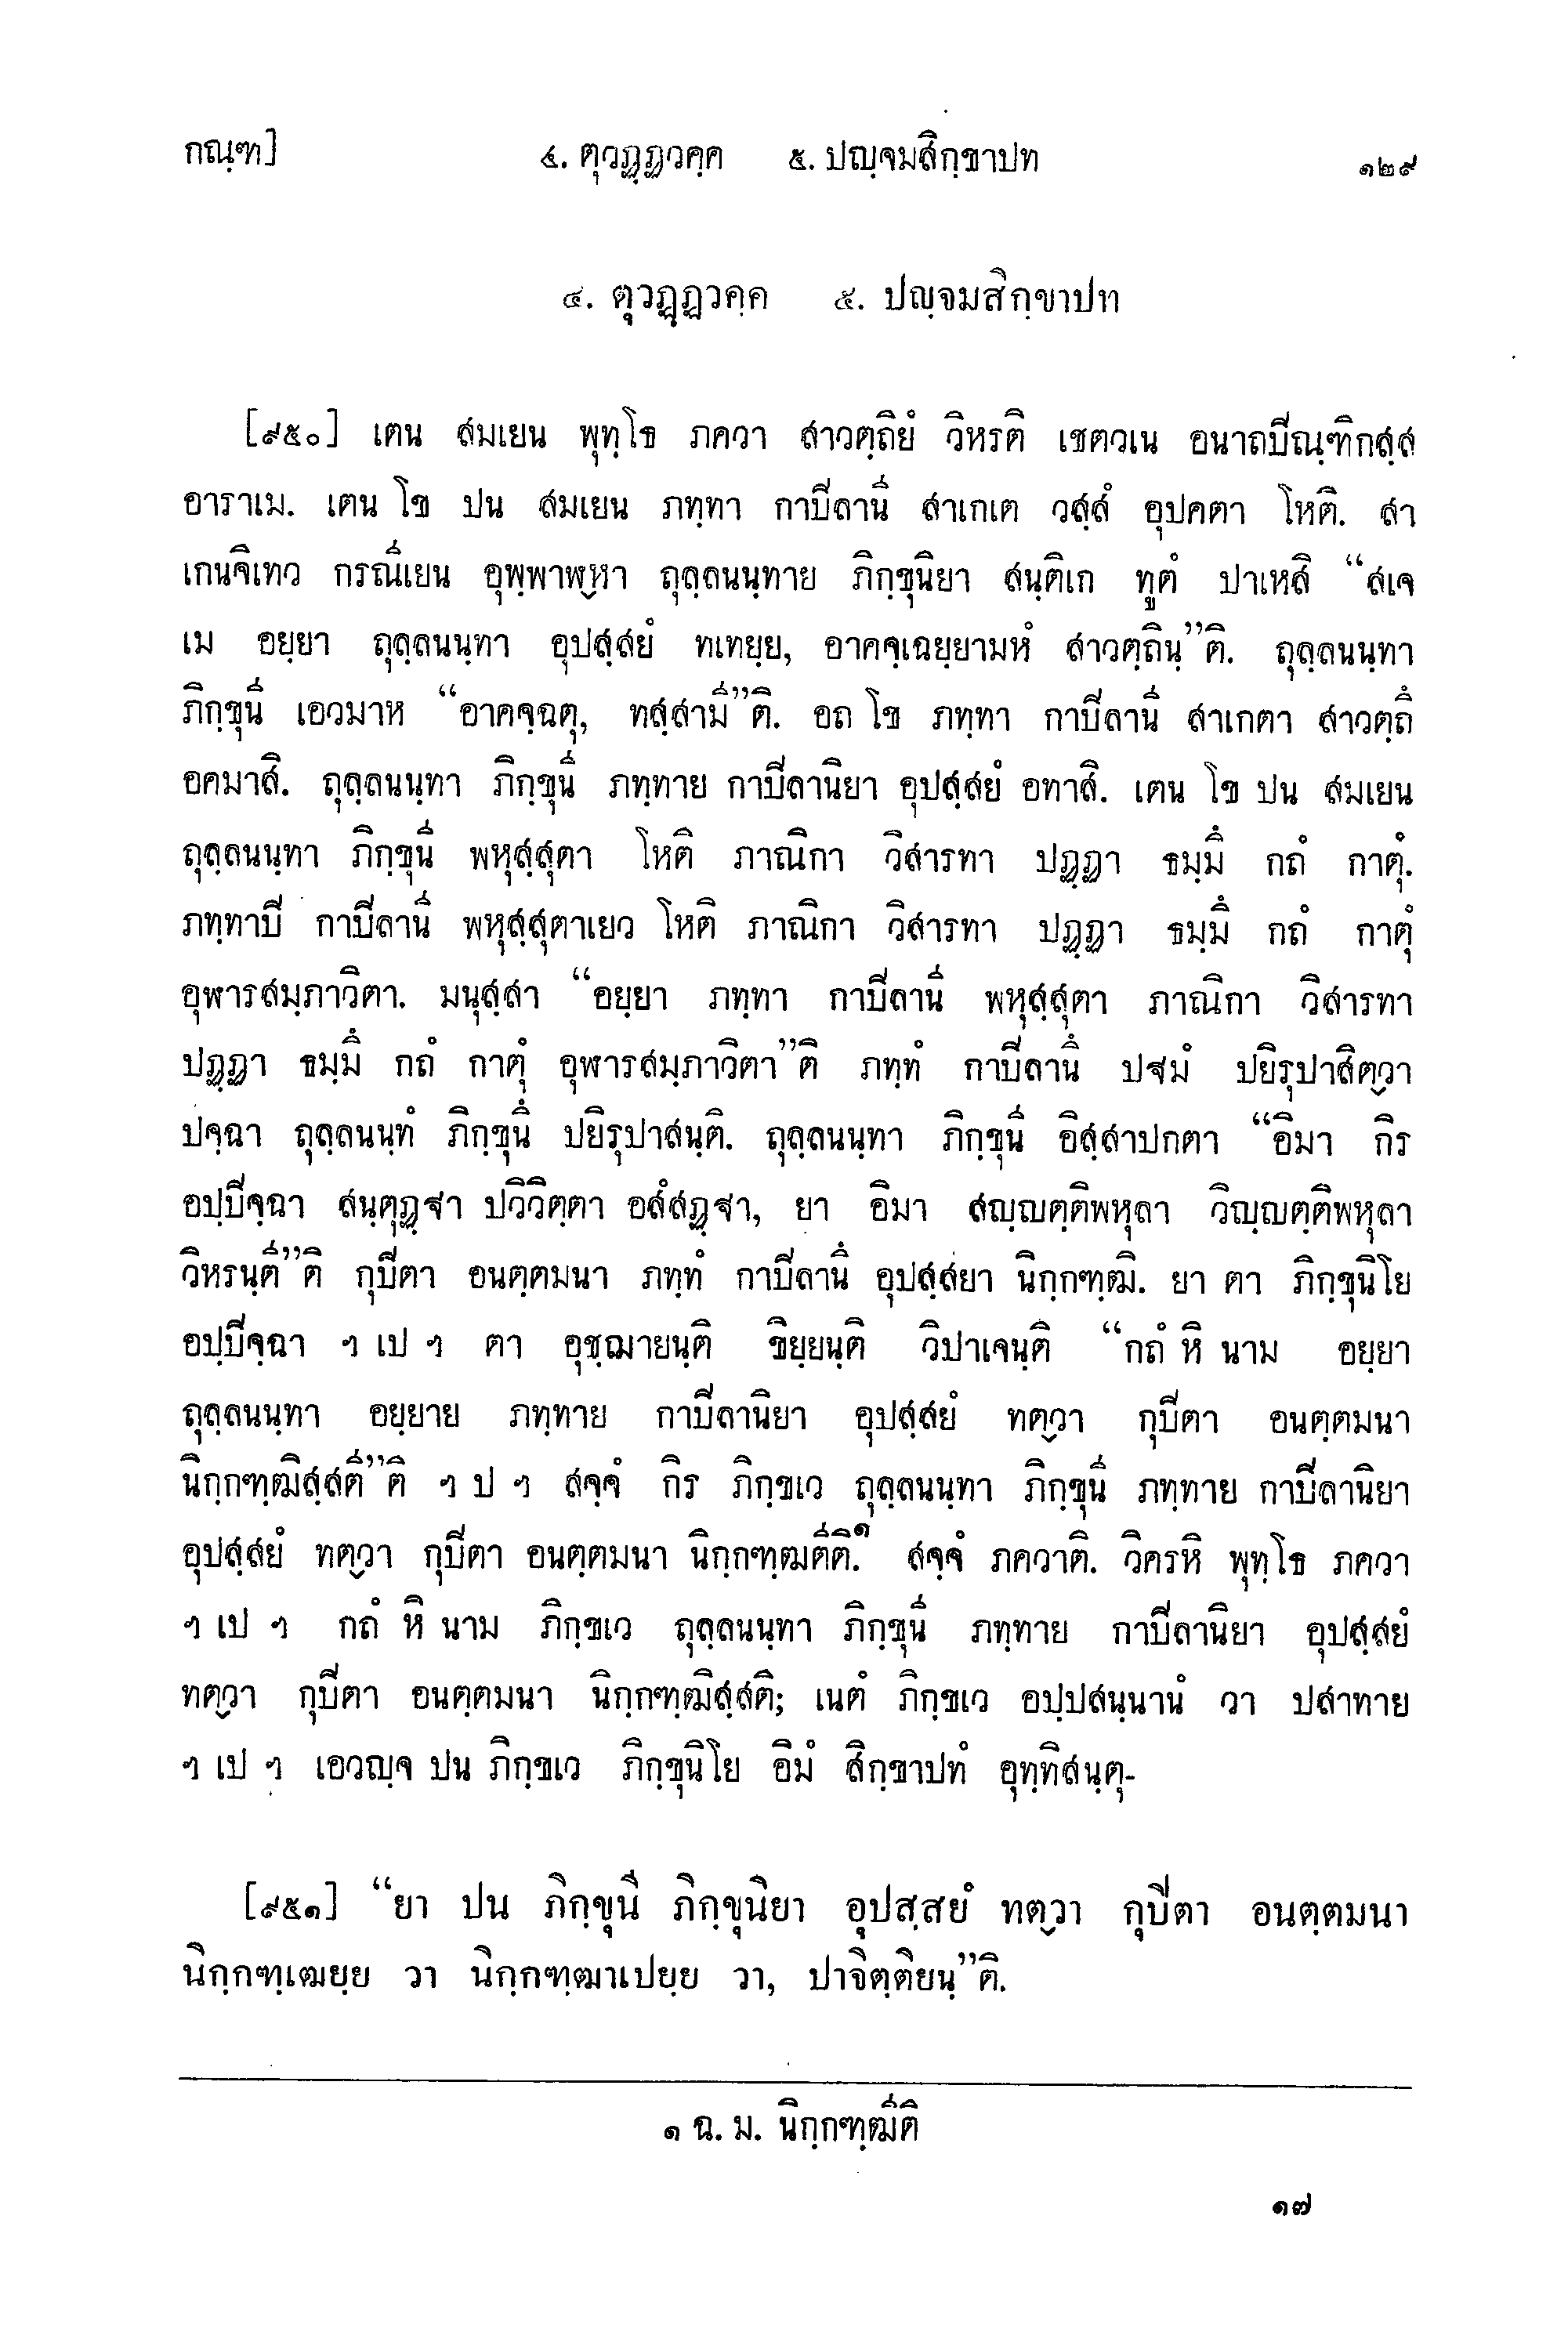 กณฺฑ] ๔. ตุวฏฺฏวคฺค ๕. ปญฺจมสิกฺขาปท ๑๒๙
๔. ตุวฏฺฏวคฺค ๕. ปญฺจมสิกฺขาปท
[๙๕๐] เตน สมเยน พุทฺโธ ภควา สาวตฺถิยํ วิหรติ เชตวเน อนาถปิณฺฑิกสฺส
อาราเม. เตน โข ปน สมเยน ภทฺทา กาปิลานี สาเกเต วสฺสํ อุปคตา โหติ. สา
เกนจิเทว กรณีเยน อุพฺพาฬฺหา ถุลฺลนนฺทาย ภิกฺขุนิยา สนฺติเก ทูตํ ปาเหสิ “สเจ
เม อยฺยา ถุลฺลนนฺทา อุปสฺสยํ ทเทยฺย, อาคจฺเฉยฺยามหํ สาวตฺถินฺ”ติ. ถุลฺลนนฺทา
ภิกฺขุนี เอวมาห “อาคจฺฉตุ, ทสฺสามี”ติ. อถ โข ภทฺทา กาปิลานี สาเกตา สาวตฺถึ
อคมาสิ. ถุลฺลนนฺทา ภิกฺขุนี ภทฺทาย กาปิลานิยา อุปสฺสยํ อทาสิ. เตน โข ปน สมเยน
ถุลฺลนนฺทา ภิกฺขุนี พหุสฺสุตา โหติ ภาณิกา วิสารทา ปฏฺฏา ธมฺมึ กถํ กาตุํ.
ภทฺทาปิ กาปิลานี พหุสฺสุตาเยว โหติ ภาณิกา วิสารทา ปฏฺฏา ธมฺมึ กถํ กาตุํ
อุฬารสมฺภาวิตา. มนุสฺสา “อยฺยา ภทฺทา กาปิลานี พหุสฺสุตา ภาณิกา วิสารทา
ปฏฺฏา ธมฺมึ กถํ กาตุํ อุฬารสมฺภาวิตา”ติ ภทฺทํ กาปิลานึ ปฐมํ ปยิรุปาสิตฺวา
ปจฺฉา ถุลฺลนนฺทํ ภิกฺขุนึ ปยิรุปาสนฺติ. ถุลฺลนนฺทา ภิกฺขุนี อิสฺสาปกตา “อิมา กิร
อปฺปิจฺฉา สนฺตุฏฺฐา ปวิวิตฺตา อสํสฏฺฐา, ยา อิมา สญฺญตฺติพหุลา วิญฺญตฺติพหุลา
วิหรนฺตี”ติ กุปิตา อนตฺตมนา ภทฺทํ กาปิลานึ อุปสฺสยา นิกฺกฑฺฒิ. ยา ตา ภิกฺขุนิโย
อปฺปิจฺฉา ฯ เป ฯ ตา อุชฺฌายนฺติ ขิยฺยนฺติ วิปาเจนฺติ “กถํ หิ นาม อยฺยา
ถุลฺลนนฺทา อยฺยาย ภทฺทาย กาปิลานิยา อุปสฺสยํ ทตฺวา กุปิตา อนตฺตมนา
นิกฺกฑฺฒิสฺสตี”ติ ฯ ป ฯ สจฺจํ กิร ภิกฺขเว ถุลฺลนนฺทา ภิกฺขุนี ภทฺทาย กาปิลานิยา
อุปสฺสยํ ทตฺวา กุปิตา อนตฺตมนา นิกฺกฑฺฒตีติ.๑ สจฺจํ ภควาติ. วิครหิ พุทฺโธ ภควา
ฯ เป ฯ กถํ หิ นาม ภิกฺขเว ถุลฺลนนฺทา ภิกฺขุนี ภทฺทาย กาปิลานิยา อุปสฺสยํ
ทตฺวา กุปิตา อนตฺตมนา นิกฺกฑฺฒิสฺสติ; เนตํ ภิกฺขเว อปฺปสนฺนานํ วา ปสาทาย
ฯ เป ฯ เอวญฺจ ปน ภิกฺขเว ภิกฺขุนิโย อิมํ สิกฺขาปทํ อุทฺทิสนฺตุ-
[๙๕๑] “ยา ปน ภิกฺขุนี ภิกฺขุนิยา อุปสฺสยํ ทตฺวา กุปิตา อนตฺตมนา
นิกฺกฑฺเฒยฺย วา นิกฺกฑฺฒาเปยฺย วา, ปาจิตฺติยนฺ”ติ.
๑ ฉ. ม. นิกฺกฑฺฒีติ
๑๗